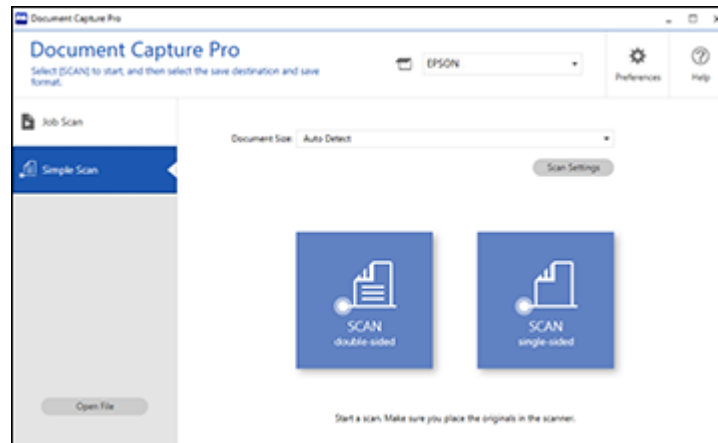 Document Capture Pro
Document Capture Pro
Select [SCAN] to start, and then select the save destination and save
format.
EPSON
Preferences
Help
Job Scan
Simple Scan
Document Size: Auto Detect
Scan Settings
SCAN
double-sided
SCAN
single-sided
Open File
Start a scan. Make sure you place the originals in the scanner.